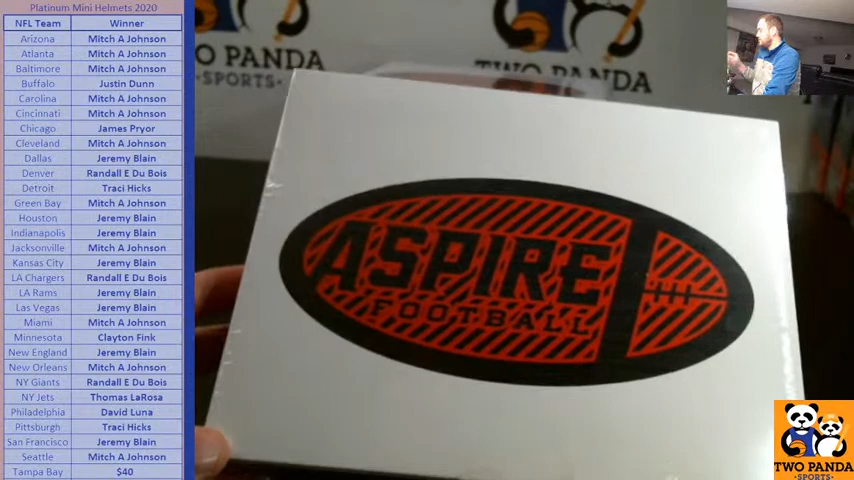 Platinum Mini Helmets 2020
NFL Team Winner
Arizona Mitch A Johnson
Atlanta Mitch A Johnson
Baltimore Mitch A Johnson
Buffalo Justin Dunn
Carolina Mitch A Johnson
Cincinnati Mitch A Johnson
Chicago James Pryor
Cleveland Mitch A Johnson
Dallas Jeremy Blain
Denver Randall E Du Bois
Detroit Traci Hicks
Green Bay Mitch A Johnson
Houston Jeremy Blain
Indianapolis Jeremy Blain
Jacksonville Mitch A Johnson
Kansas City Jeremy Blain
LA Chargers Randall E Du Bois
LA Rams Jeremy Blain
Las Vegas Jeremy Blain
Miami Mitch A Johnson
Minnesota Clayton Fink
New England Jeremy Blain
New Orleans Mitch A Johnson
NY Giants Randall E Du Bois
NY Jets Thomas LaRosa
Philadelphia David Luna
Pittsburgh Traci Hicks
San Francisco Jeremy Blain
Seattle Mitch A Johnson
Tampa Bay $40
TWO PANDA
·SPORTS·
TWO PANDA
ASPIRE
FOOTBALL
TWO PANDA
·SPORTS·